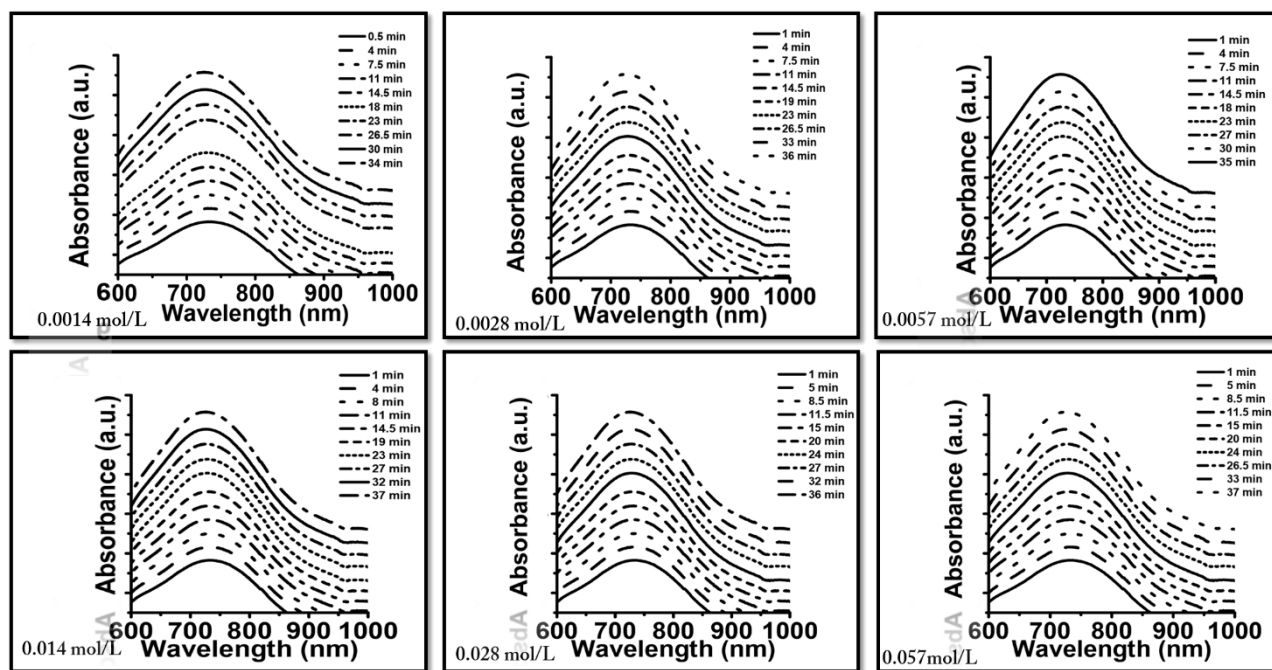 0.5 min
4 min
7.5 min
11 min
14.5 min
18 min
23 min
26.5 min
30 min
34 min
Absorbance (a.u.)
600 700 800 900 1000
Wavelength (nm)
0.0014 mol/L
1 min
4 min
7.5 min
11 min
14.5 min
19 min
23 min
26.5 min
33 min
36 min
Absorbance (a.u.)
600 700 800 900 1000
Wavelength (nm)
0.0028 mol/L
1 min
4 min
7.5 min
11 min
14.5 min
18 min
23 min
27 min
30 min
35 min
Absorbance (a.u.)
600 700 800 900 1000
Wavelength (nm)
0.0057 mol/L
1 min
4 min
8 min
11 min
14.5 min
19 min
23 min
27 min
32 min
37 min
Absorbance (a.u.)
600 700 800 900 1000
Wavelength (nm)
0.014 mol/L
1 min
5 min
8.5 min
11.5 min
15 min
20 min
24 min
27 min
32 min
36 min
Absorbance (a.u.)
600 700 800 900 1000
Wavelength (nm)
0.028 mol/L
1 min
5 min
8.5 min
11.5 min
15 min
20 min
24 min
26.5 min
33 min
37 min
Absorbance (a.u.)
600 700 800 900 1000
Wavelength (nm)
0.057mol/L